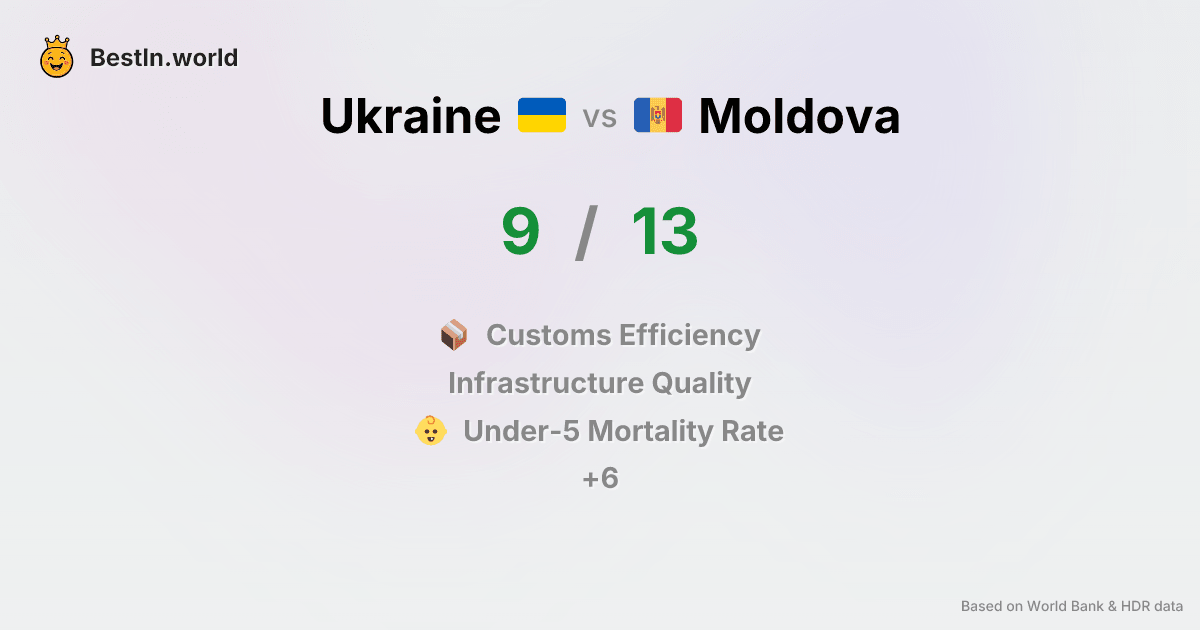 BestIn.world
Ukraine vs Moldova
9 / 13
Customs Efficiency
Infrastructure Quality
Under-5 Mortality Rate
+6
Based on World Bank & HDR data